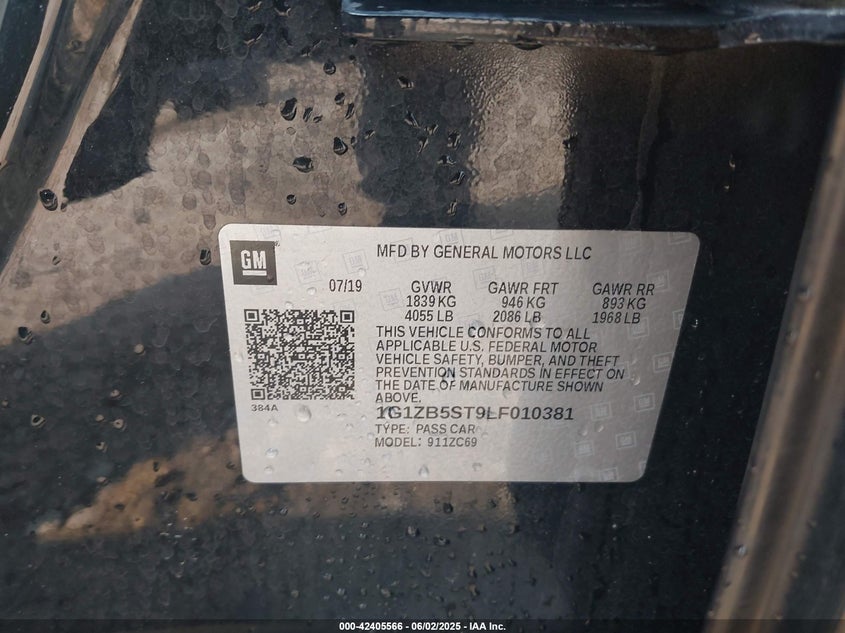 GM
MFD BY GENERAL MOTORS LLC
07/19
GVWR GAWR FRT GAWR RR
1839 KG 946 KG 893 KG
4055 LB 2086 LB 1968 LB
THIS VEHICLE CONFORMS TO ALL
APPLICABLE U.S. FEDERAL MOTOR
VEHICLE SAFETY, BUMPER, AND THEFT
PREVENTION STANDARDS IN EFFECT ON
THE DATE OF MANUFACTURE SHOWN
ABOVE.
384A
1G1ZB5ST9LF010381
TYPE: PASS CAR
MODEL: 911ZC69
000-42405566 - 06/02/2025 - IAA Inc.